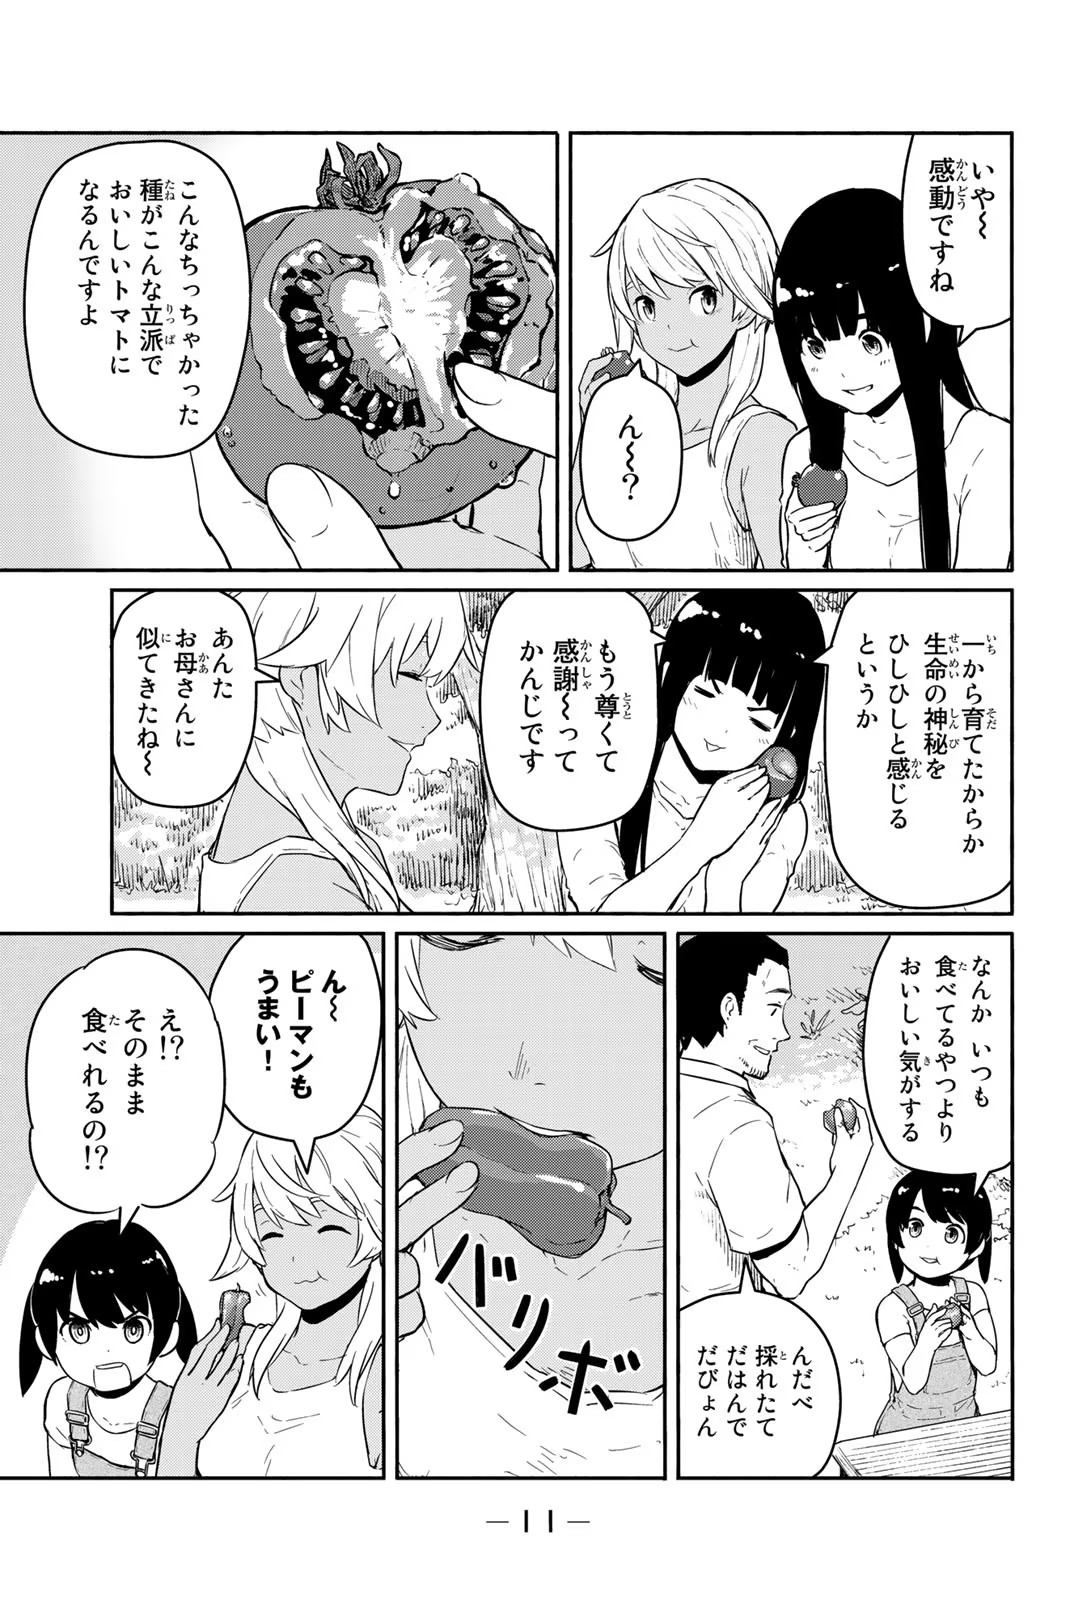 いや〜
感動ですね
ん〜?
こんなちっちゃかった
種がこんな立派で
おいしいトマトに
なるんですよ
一から育てたからか
生命の神秘を
ひしひしと感じる
というか
もう尊くて
感謝〜って
かんじです
あんた
お母さんに
似てきたね〜
なんか いつも
食べてるやつより
おいしい気がする
んだべ
採れたて
だはんで
だびょん
バリボリ
ん〜
ピーマンも
うまい!
え!?
そのまま
食べれるの!?
— 11 —